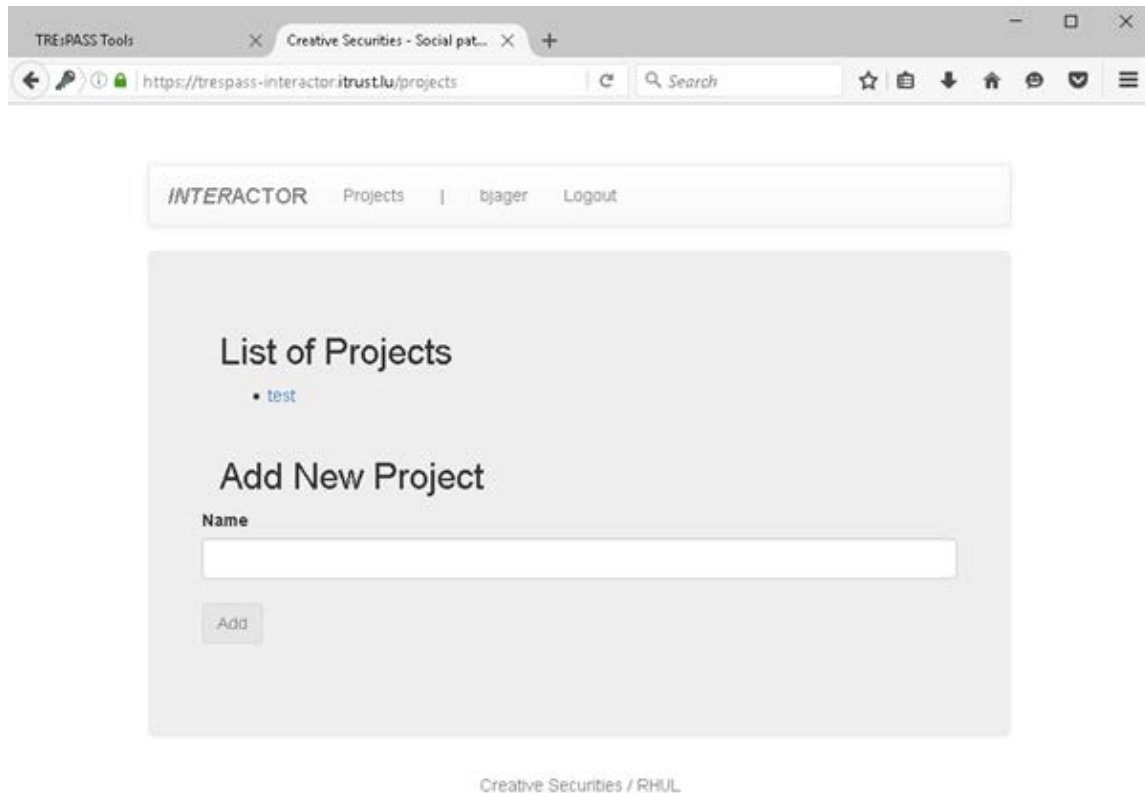 TREsPASS Tools
Creative Securities - Social pat...
https://trespass-interactor.itrust.lu/projects
Search
INTERACTOR Projects | bjager Logout
List of Projects
• test
Add New Project
Name
Add
Creative Securities / RHUL